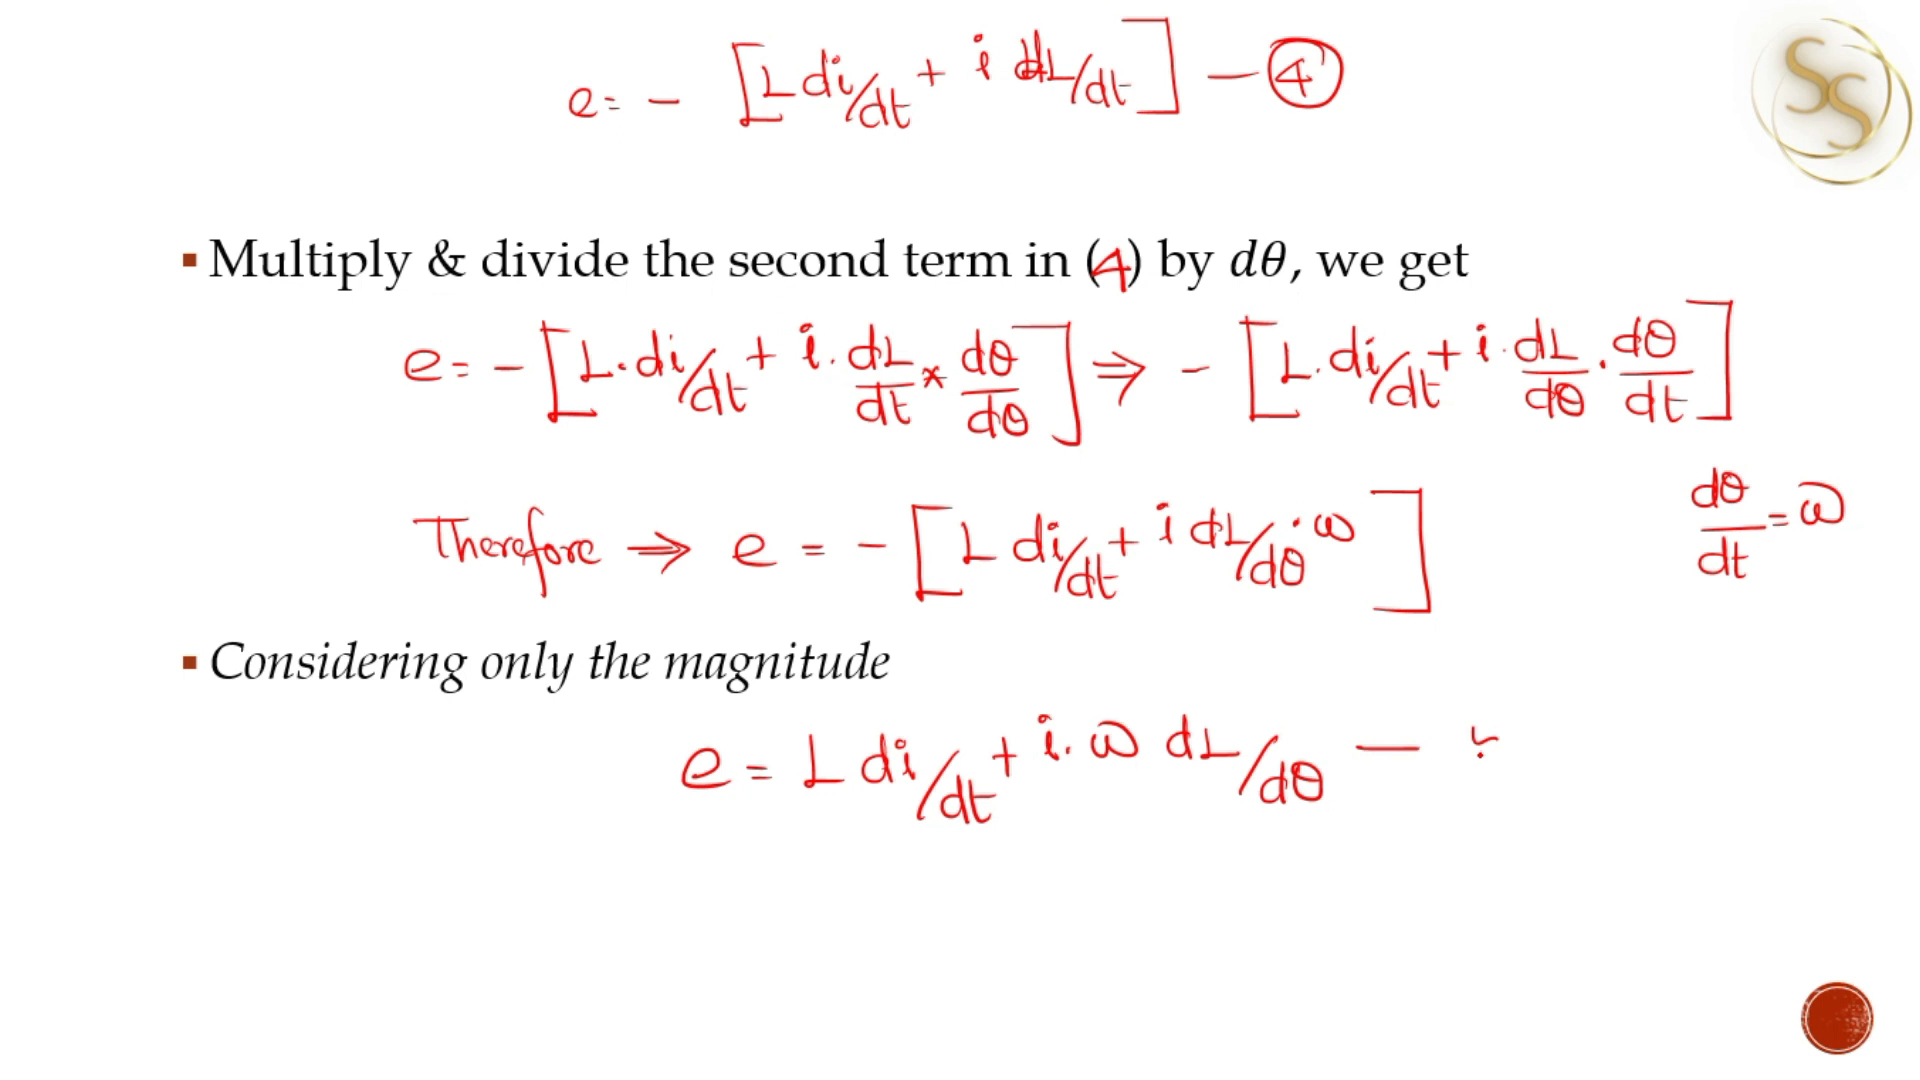 e = - [L di/dt + i dL/dt] — ④
SS
▪ Multiply & divide the second term in (4) by dθ, we get
e = - [L · di/dt + i · dL/dt * dθ/dθ] ⇒ - [L · di/dt + i · dL/dθ · dθ/dt]
dθ/dt = ω
Therefore ⇒ e = - [L di/dt + i dL/dθ · ω]
▪ Considering only the magnitude
e = L di/dt + i · ω dL/dθ —